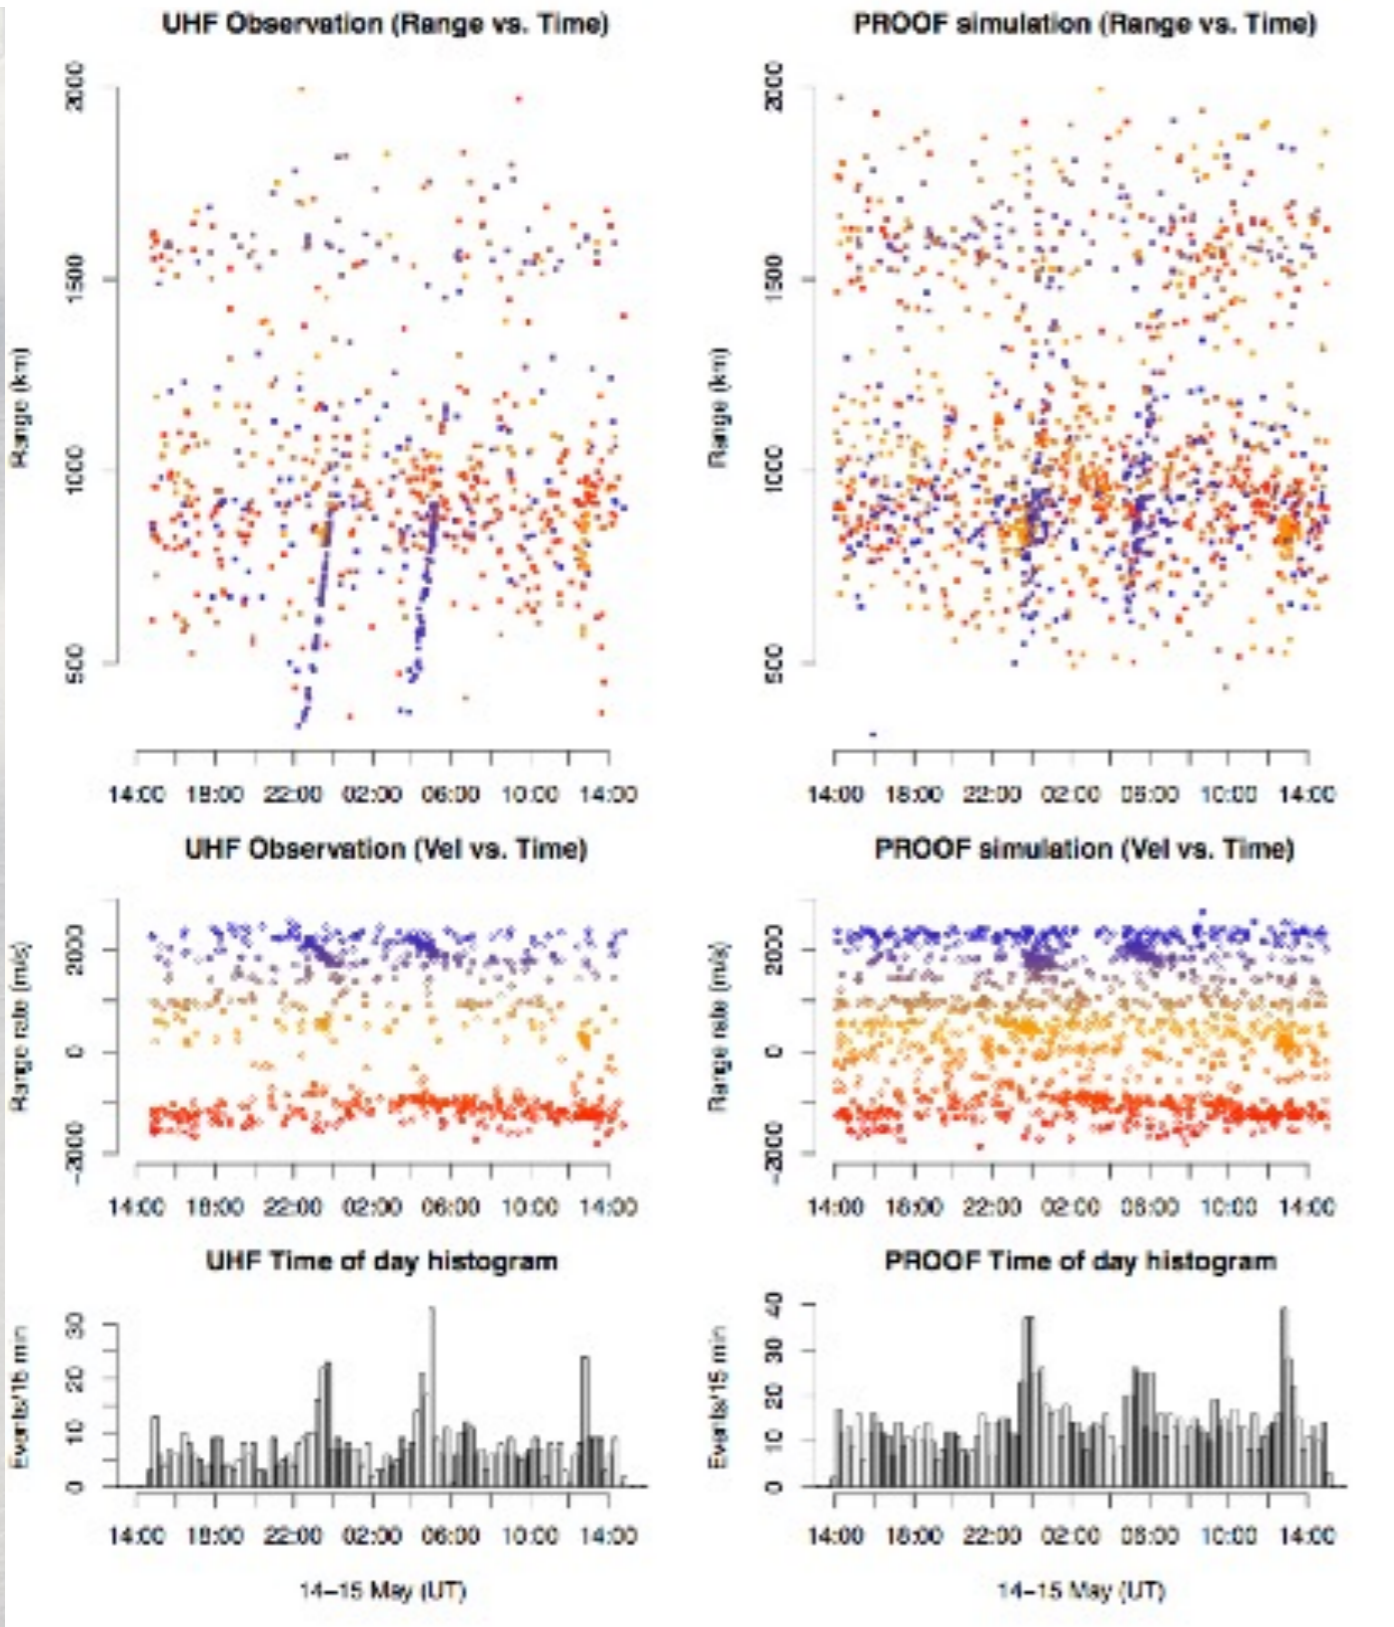 UHF Observation (Range vs. Time)
Range (km)
2000
1500
1000
500
14:00 18:00 22:00 02:00 06:00 10:00 14:00
PROOF simulation (Range vs. Time)
Range (km)
2000
1500
1000
500
14:00 18:00 22:00 02:00 06:00 10:00 14:00
UHF Observation (Vel vs. Time)
Range rate (m/s)
2000
0
−2000
14:00 18:00 22:00 02:00 06:00 10:00 14:00
PROOF simulation (Vel vs. Time)
Range rate (m/s)
2000
0
−2000
14:00 18:00 22:00 02:00 06:00 10:00 14:00
UHF Time of day histogram
Events/15 min
30
20
10
0
14:00 18:00 22:00 02:00 06:00 10:00 14:00
14−15 May (UT)
PROOF Time of day histogram
Events/15 min
40
30
20
10
0
14:00 18:00 22:00 02:00 06:00 10:00 14:00
14−15 May (UT)